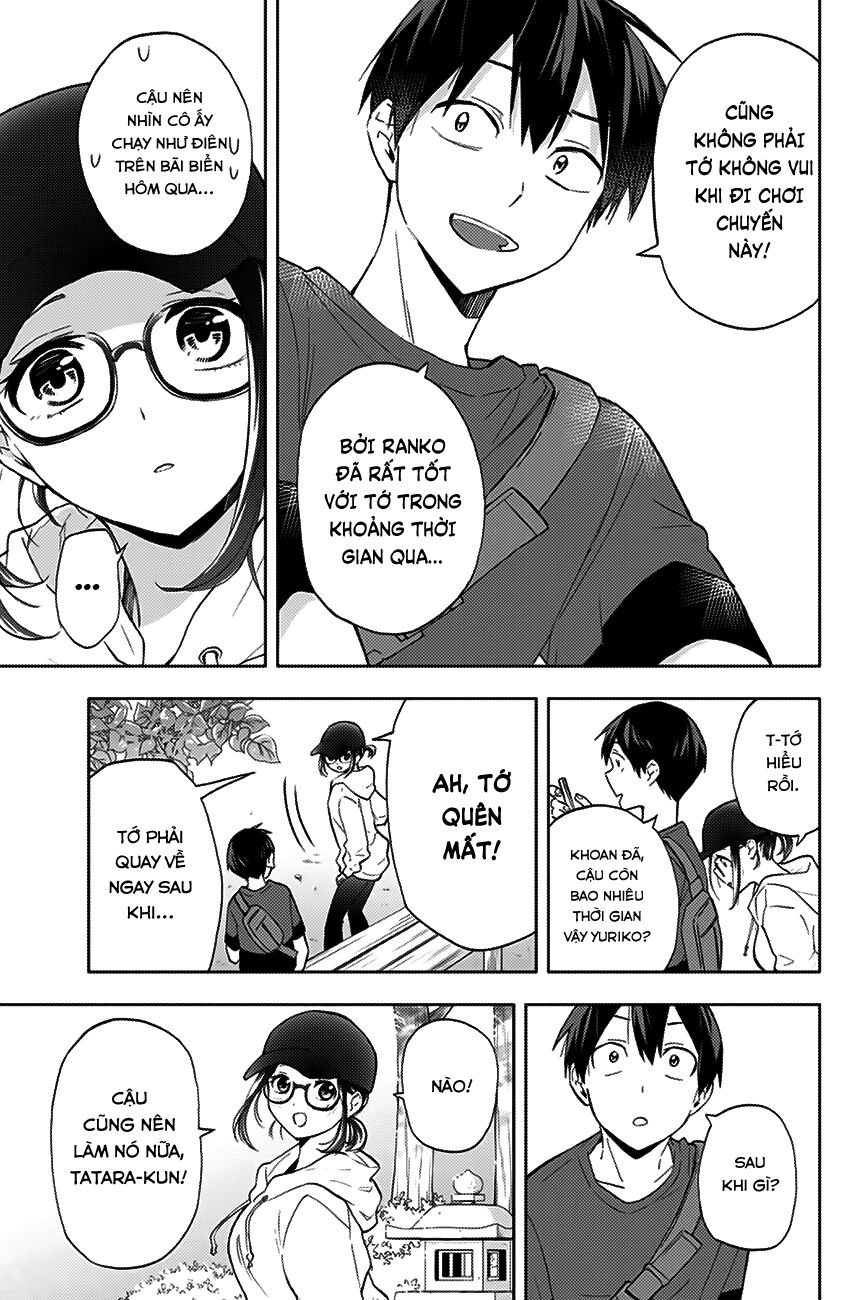 CŨNG
KHÔNG PHẢI
TỚ KHÔNG VUI
KHI ĐI CHƠI
CHUYẾN
NÀY!
BỞI RANKO
ĐÃ RẤT TỐT
VỚI TỚ TRONG
KHOẢNG THỜI
GIAN QUA...
CẬU NÊN
NHÌN CÔ ẤY
CHẠY NHƯ ĐIÊN
TRÊN BÃI BIỂN
HÔM QUA...
...
T-TỚ
HIỂU
RỒI.
KHOAN ĐÃ,
CẬU CÒN
BAO NHIÊU
THỜI GIAN
VẬY YURIKO?
AH, TỚ
QUÊN
MẤT!
TỚ PHẢI
QUAY VỀ
NGAY SAU
KHI...
SAU
KHI GÌ?
NÀO!
CẬU
CŨNG NÊN
LÀM NÓ NỮA,
TATARA-KUN!